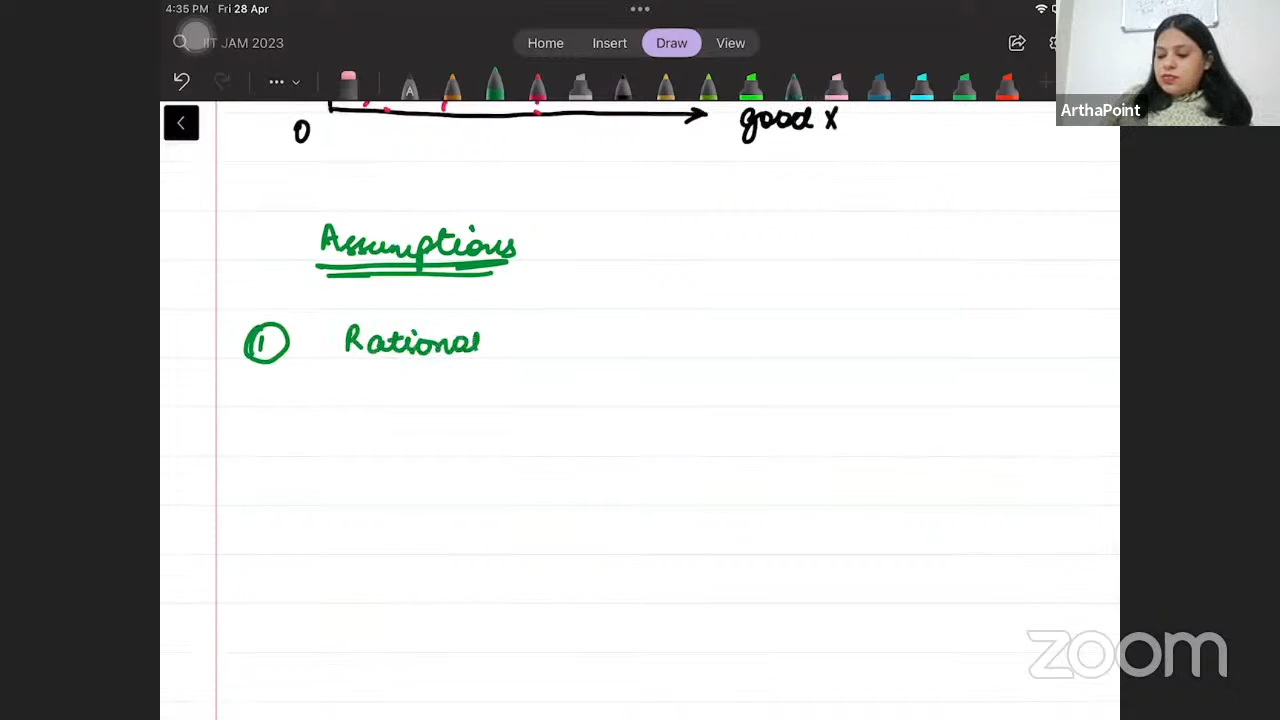 4:35 PM Fri 28 Apr
IIT JAM 2023
Home Insert Draw View
A
ArthaPoint
0
good x
Assumptions
1 Rational
zoom